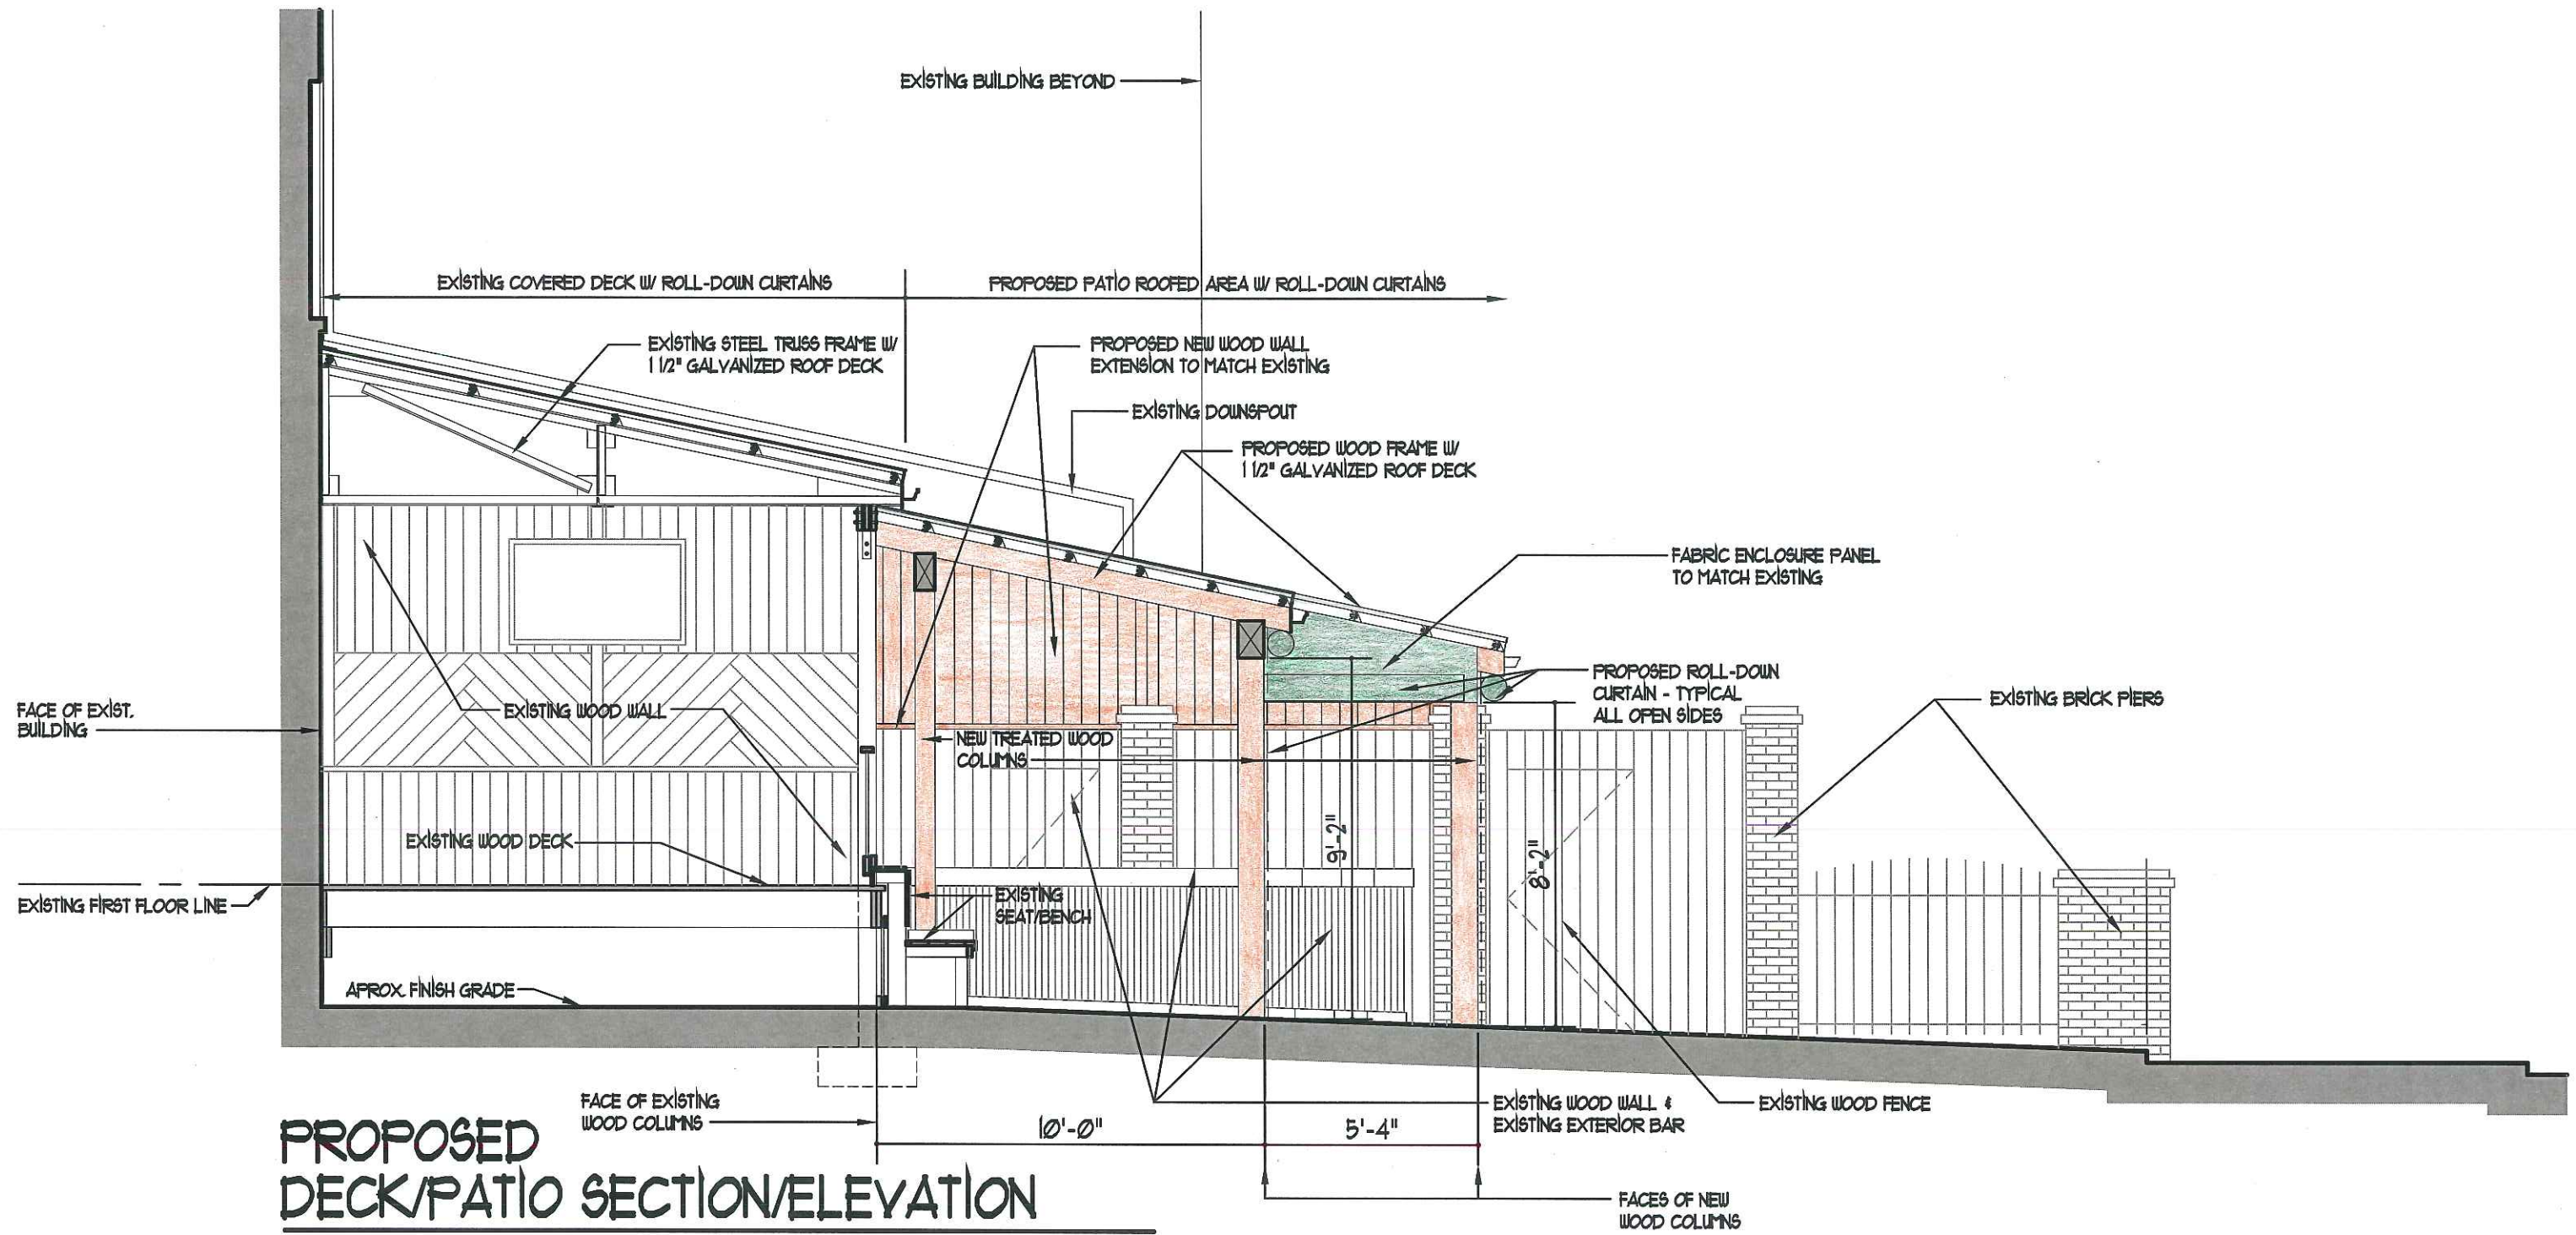 EXISTING BUILDING BEYOND
EXISTING COVERED DECK W/ ROLL-DOWN CURTAINS
PROPOSED PATIO ROOFED AREA W/ ROLL-DOWN CURTAINS
EXISTING STEEL TRUSS FRAME W/
1 1/2" GALVANIZED ROOF DECK
PROPOSED NEW WOOD WALL
EXTENSION TO MATCH EXISTING
EXISTING DOWNSPOUT
PROPOSED WOOD FRAME W/
1 1/2" GALVANIZED ROOF DECK
FABRIC ENCLOSURE PANEL
TO MATCH EXISTING
PROPOSED ROLL-DOWN
CURTAIN - TYPICAL
ALL OPEN SIDES
EXISTING BRICK PIERS
FACE OF EXIST.
BUILDING
EXISTING WOOD WALL
NEW TREATED WOOD
COLUMNS
EXISTING WOOD DECK
9'-2"
8'-2"
EXISTING FIRST FLOOR LINE
EXISTING
SEAT/BENCH
APROX. FINISH GRADE
FACE OF EXISTING
WOOD COLUMNS
10'-0"
5'-4"
EXISTING WOOD WALL &
EXISTING EXTERIOR BAR
EXISTING WOOD FENCE
FACES OF NEW
WOOD COLUMNS
PROPOSED
DECK/PATIO SECTION/ELEVATION